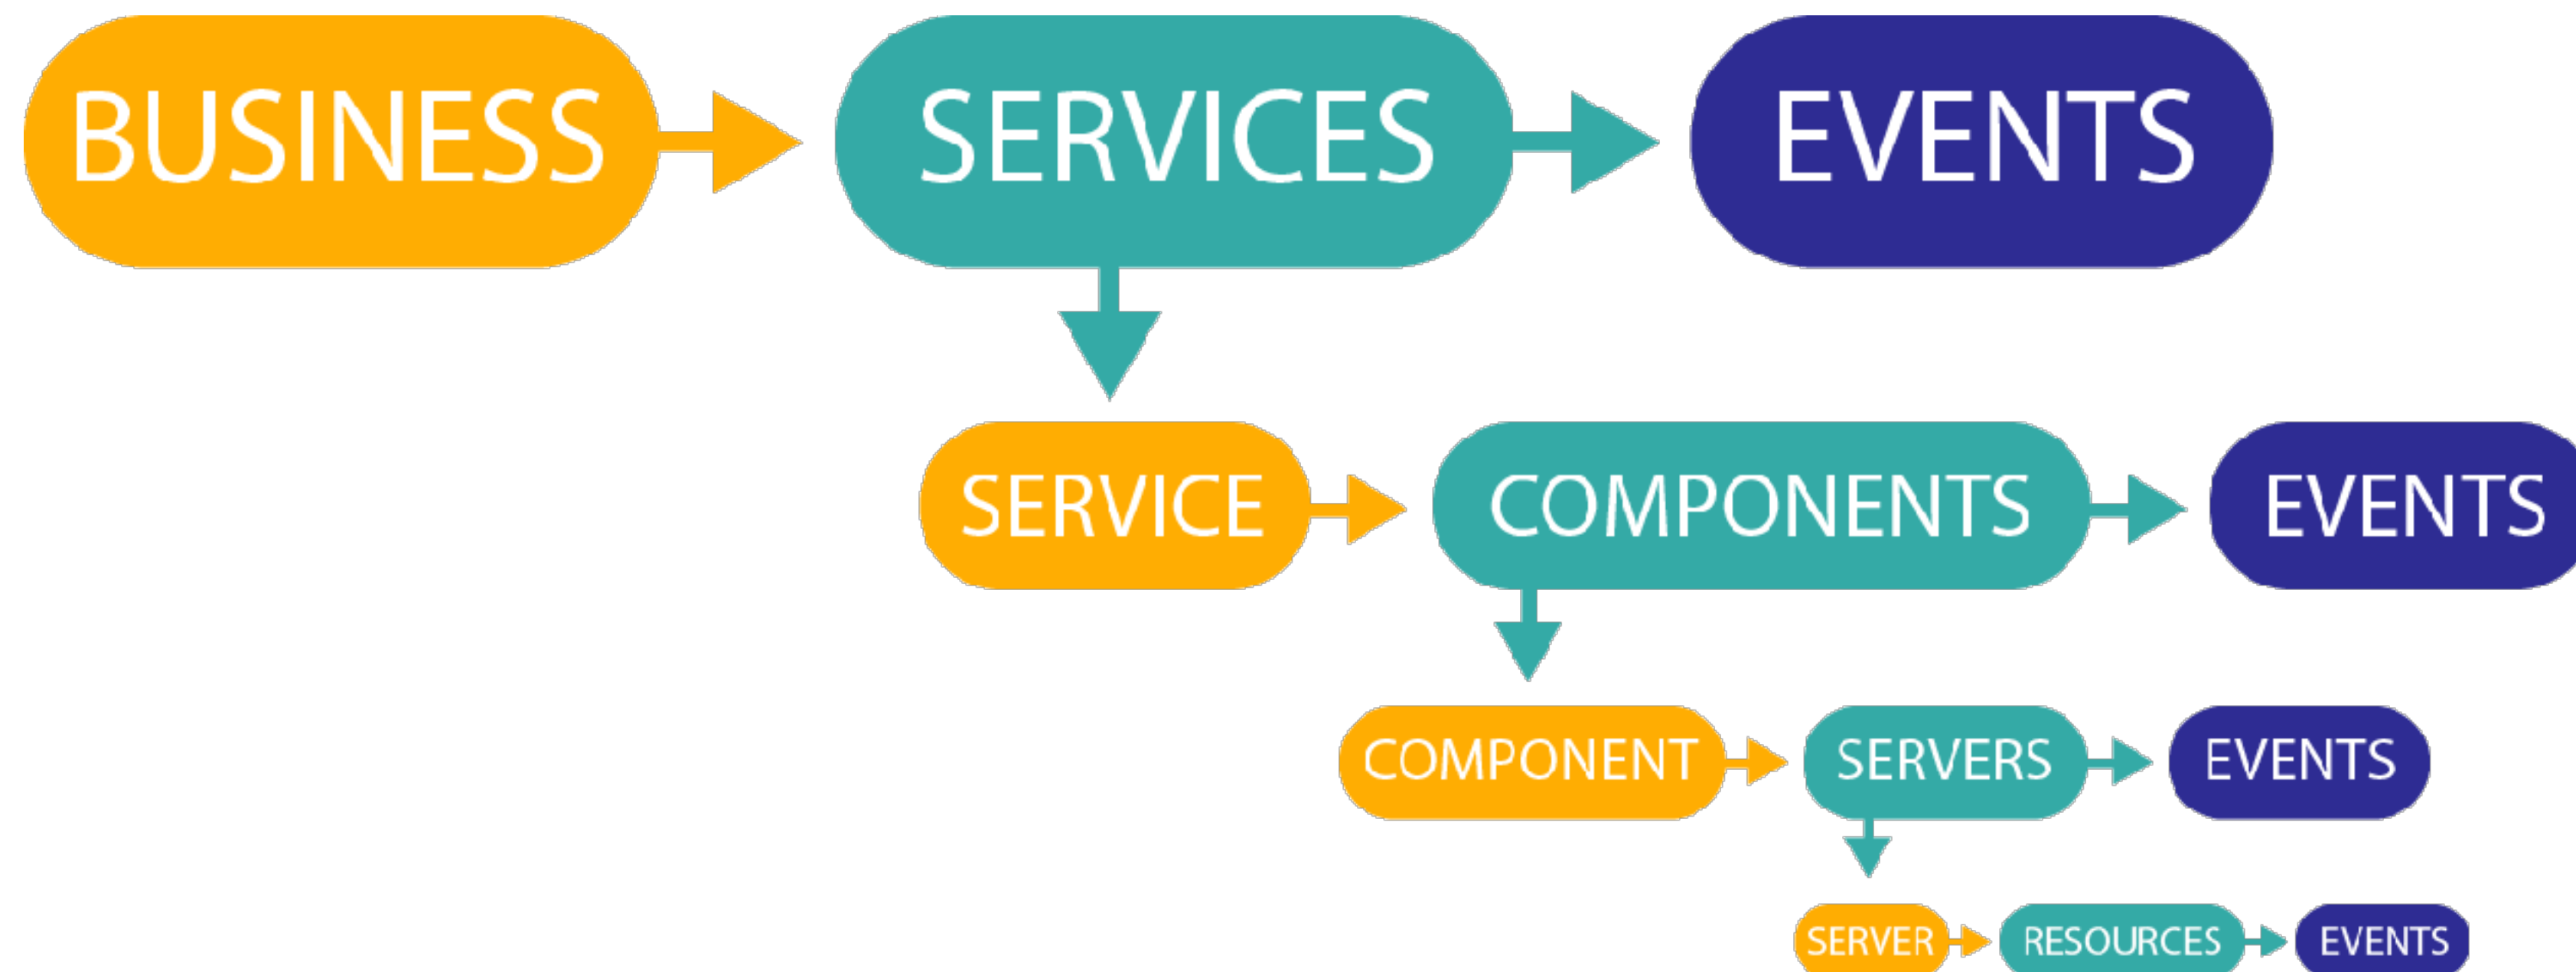 BUSINESS SERVICES EVENTS
SERVICE COMPONENTS EVENTS
COMPONENT SERVERS EVENTS
SERVER RESOURCES EVENTS